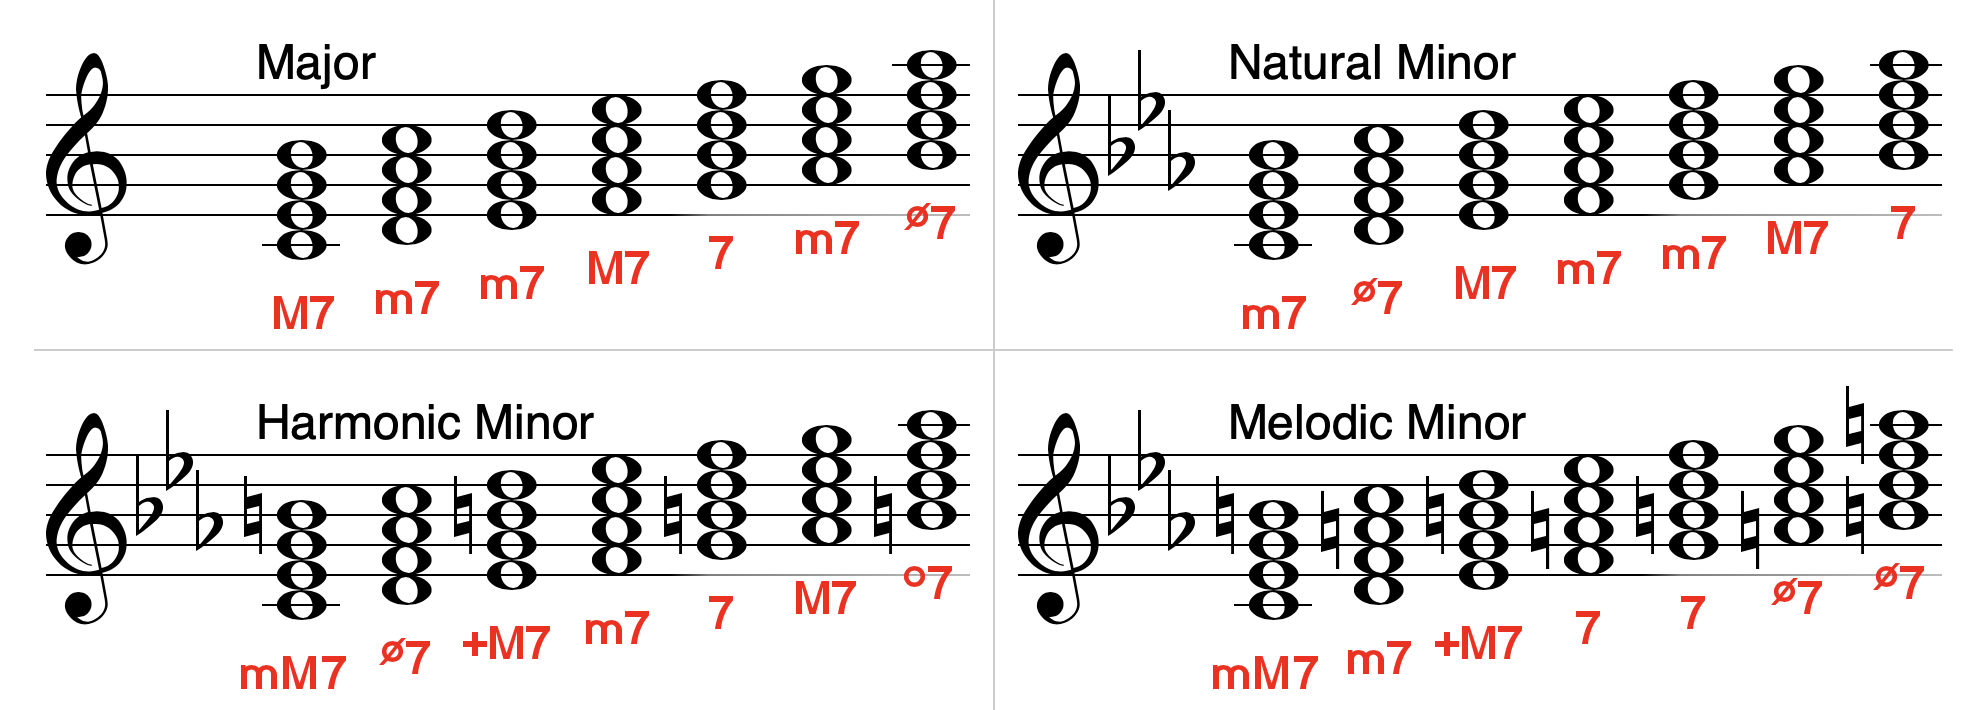 Major
M7 m7 m7 M7 7 m7 ø7
Natural Minor
m7 ø7 M7 m7 m7 M7 7
Harmonic Minor
mM7 ø7 +M7 m7 7 M7 o7
Melodic Minor
mM7 m7 +M7 7 7 ø7 ø7